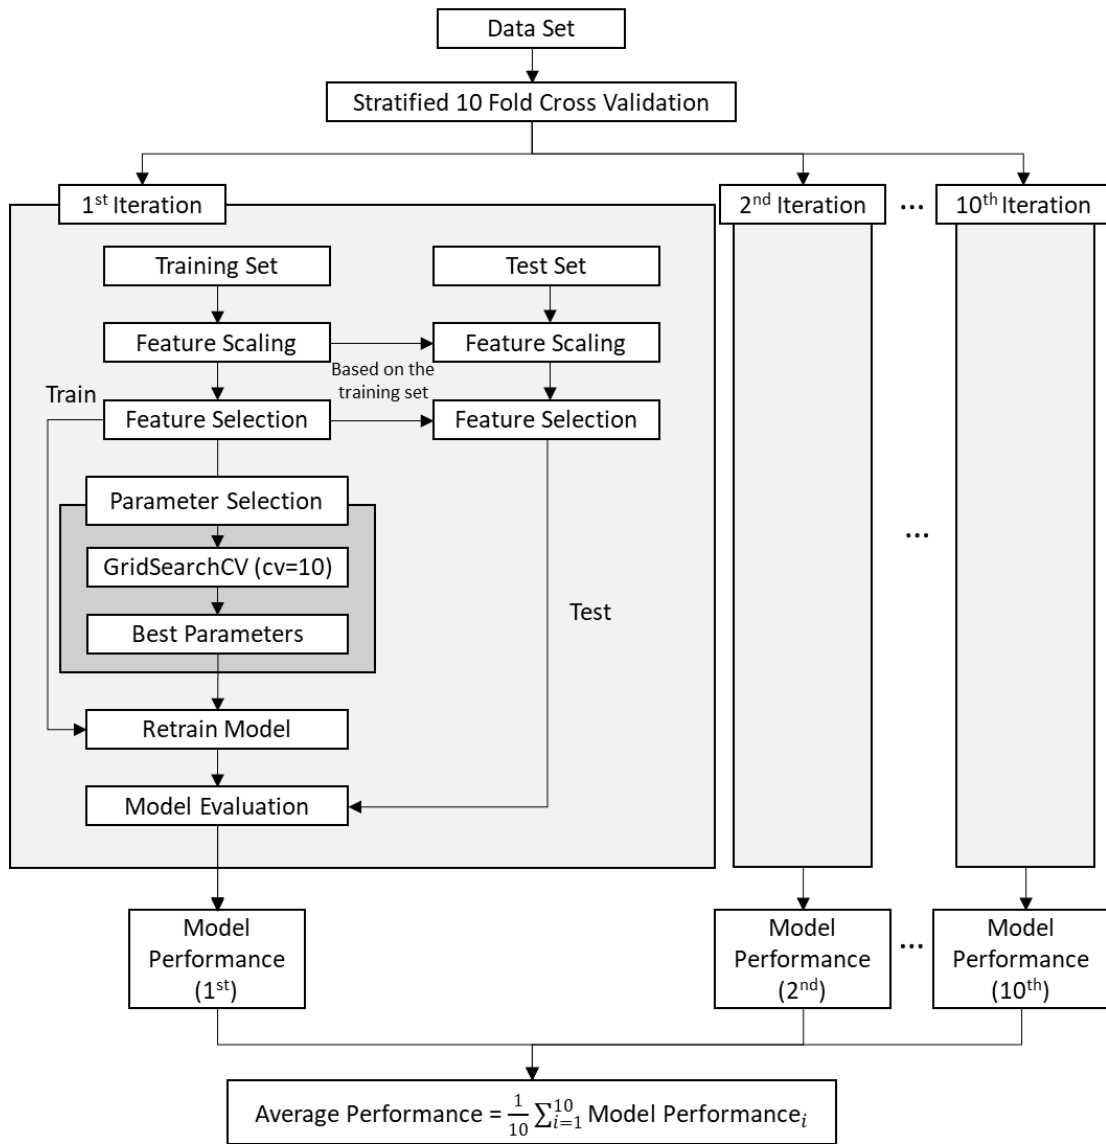 Data Set
Stratified 10 Fold Cross Validation
1st Iteration
2nd Iteration
...
10th Iteration
Training Set
Test Set
Feature Scaling
Feature Scaling
Based on the
training set
Train
Feature Selection
Feature Selection
Parameter Selection
GridSearchCV (cv=10)
...
Test
Best Parameters
Retrain Model
Model Evaluation
Model
Performance
(1st)
Model
Performance
(2nd)
...
Model
Performance
(10th)
Average Performance = 1/10 ∑_{i=1}^{10} Model Performance_i